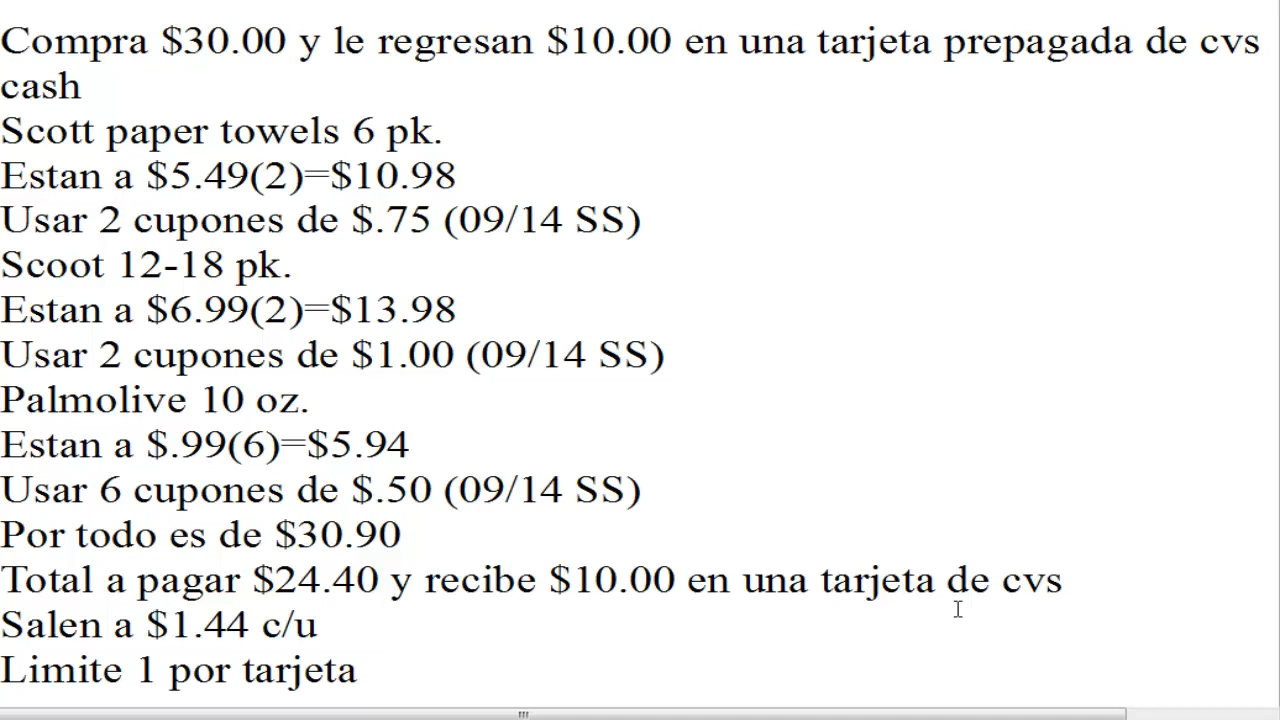 Compra $30.00 y le regresan $10.00 en una tarjeta prepagada de cvs
cash
Scott paper towels 6 pk.
Estan a $5.49(2)=$10.98
Usar 2 cupones de $.75 (09/14 SS)
Scoot 12-18 pk.
Estan a $6.99(2)=$13.98
Usar 2 cupones de $1.00 (09/14 SS)
Palmolive 10 oz.
Estan a $.99(6)=$5.94
Usar 6 cupones de $.50 (09/14 SS)
Por todo es de $30.90
Total a pagar $24.40 y recibe $10.00 en una tarjeta de cvs
Salen a $1.44 c/u
Limite 1 por tarjeta